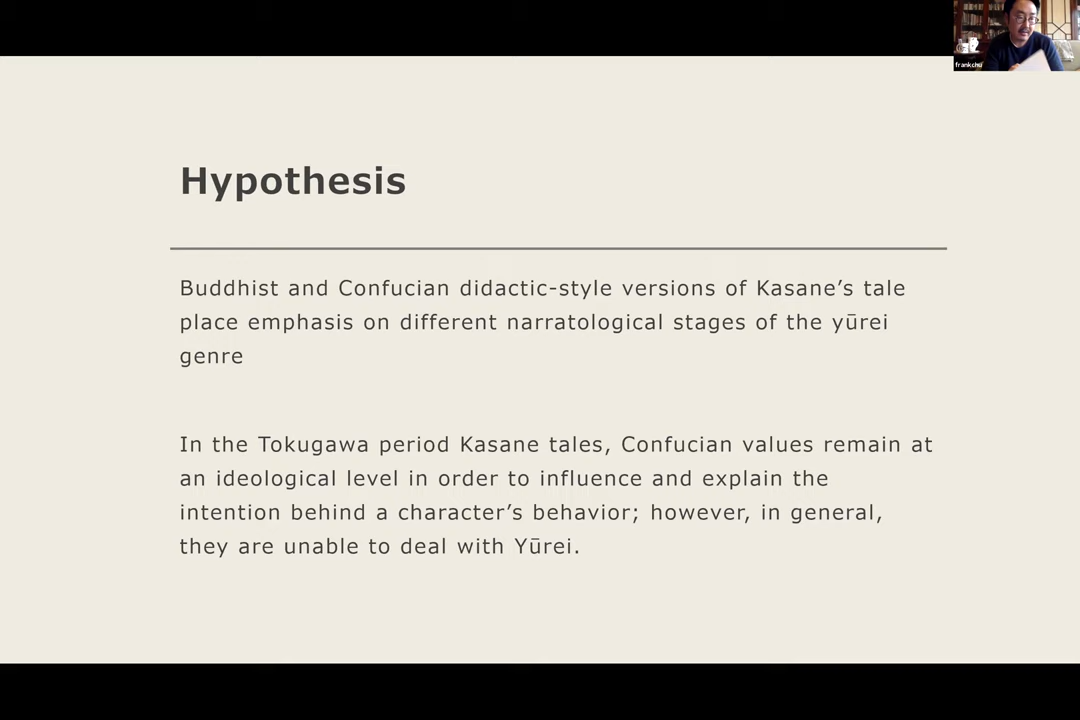 frankchu
Hypothesis
Buddhist and Confucian didactic-style versions of Kasane’s tale
place emphasis on different narratological stages of the yūrei
genre
In the Tokugawa period Kasane tales, Confucian values remain at
an ideological level in order to influence and explain the
intention behind a character’s behavior; however, in general,
they are unable to deal with Yūrei.